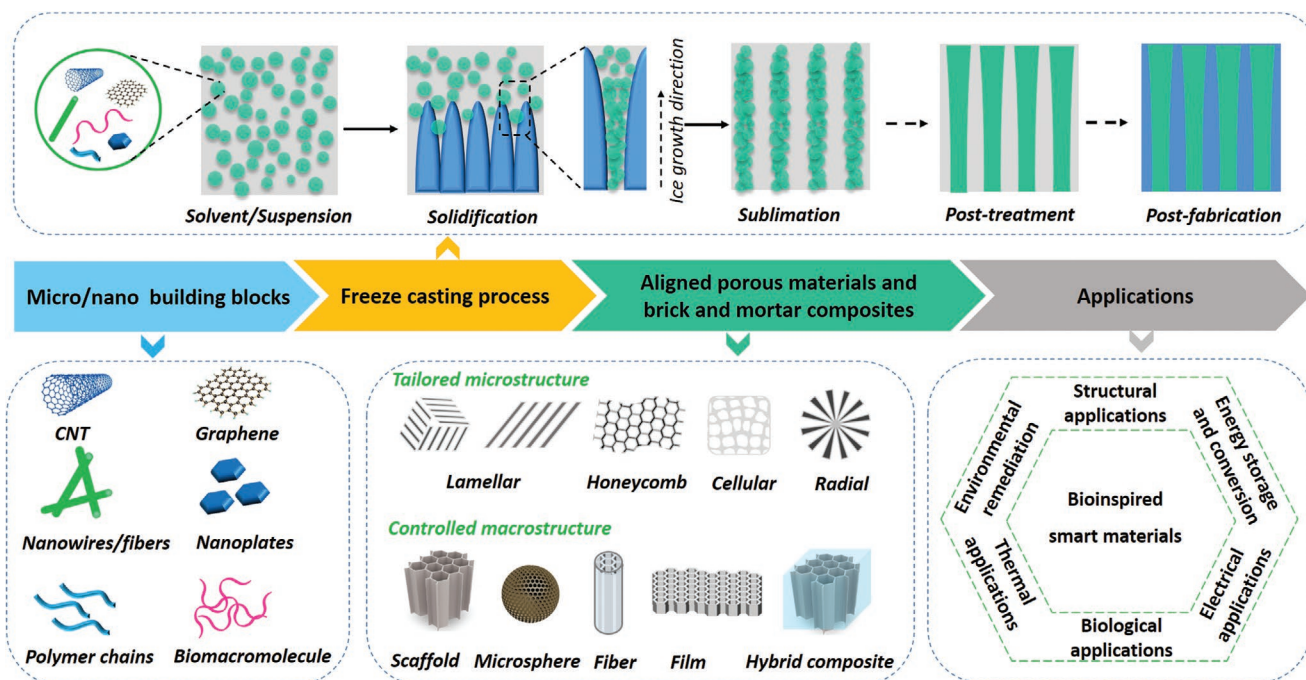 Solvent/Suspension
Solidification
Ice growth direction
Sublimation
Post-treatment
Post-fabrication
Micro/nano building blocks
Freeze casting process
Aligned porous materials and
brick and mortar composites
Applications
CNT
Graphene
Nanowires/fibers
Nanoplates
Polymer chains
Biomacromolecule
Tailored microstructure
Lamellar
Honeycomb
Cellular
Radial
Controlled macrostructure
Scaffold
Microsphere
Fiber
Film
Hybrid composite
Structural
applications
Energy storage
and conversion
Electrical
applications
Biological
applications
Thermal
applications
Environmental
remediation
Bioinspired
smart materials